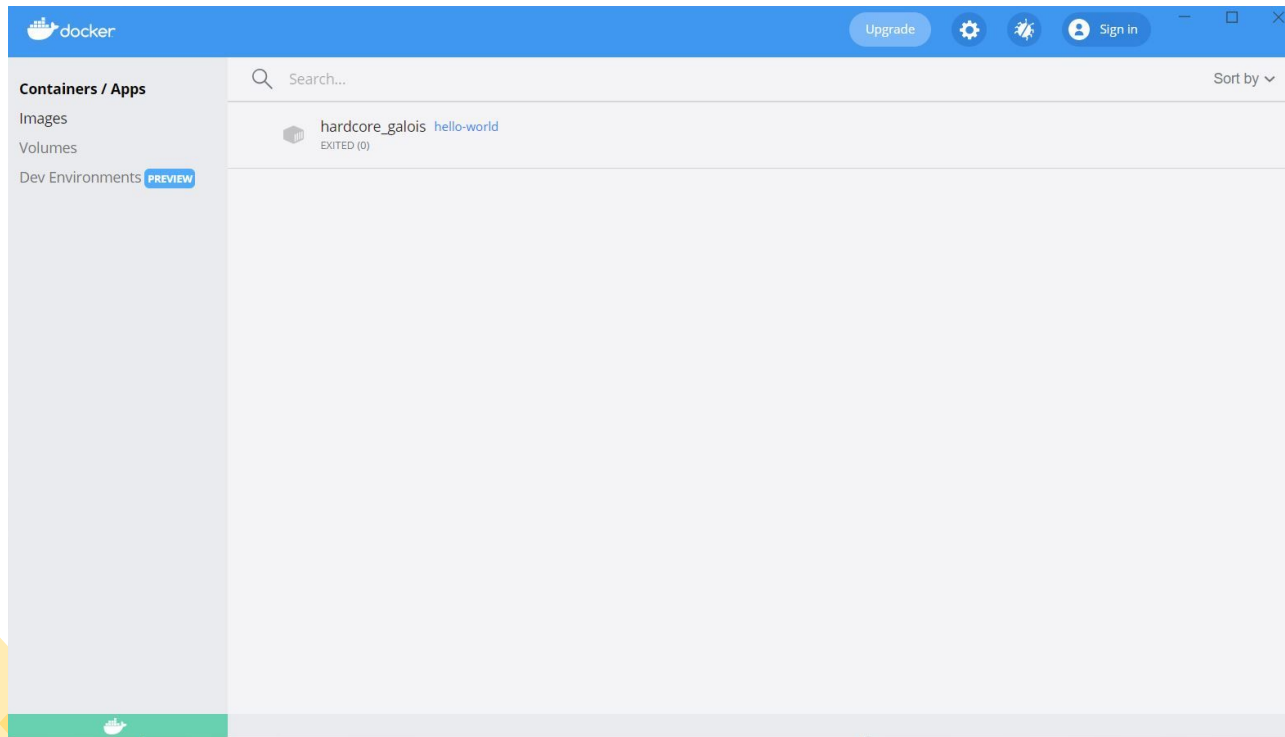 docker
Upgrade
Sign in
Containers / Apps
Images
Volumes
Dev Environments PREVIEW
Search...
Sort by
hardcore_galois hello-world
EXITED (0)